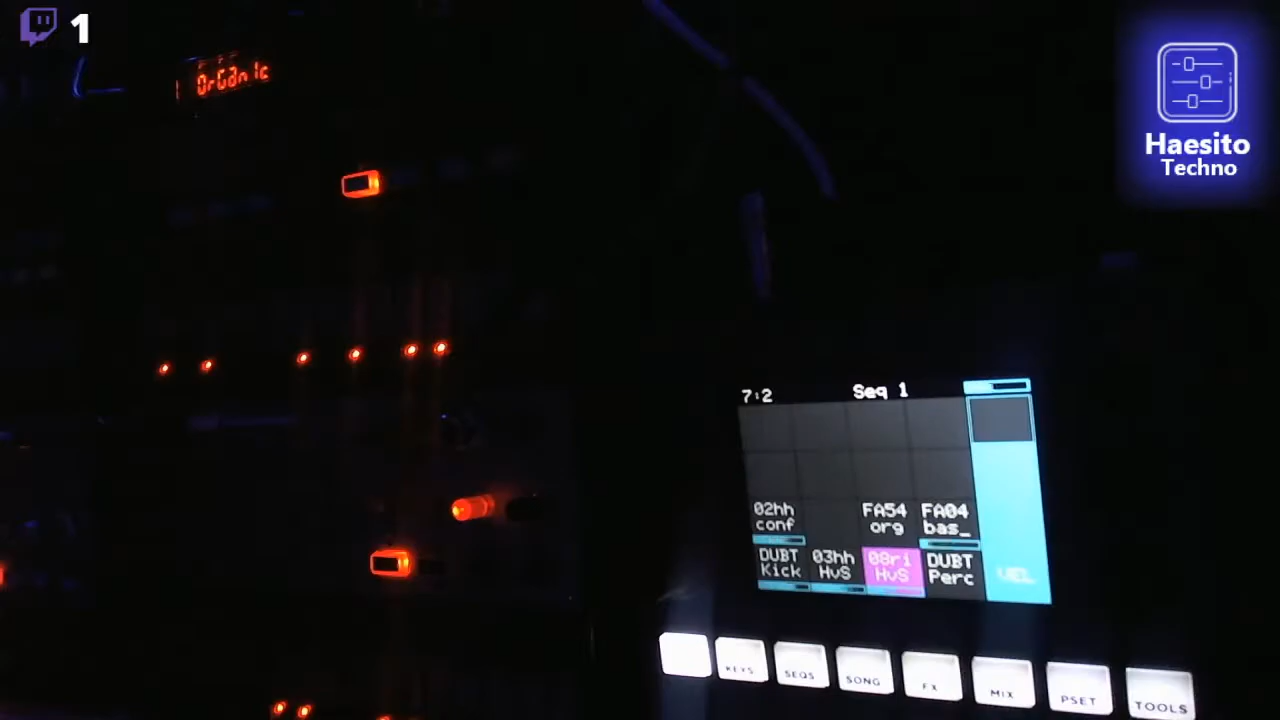 1
OrGanic
Haesito
Techno
7:2 Seq 1
02hh conf
FA54 org
FA04 bas_
DUBT Kick
03hh HvS
08ri HvS
DUBT Perc
VEL
KEYS SEQS SONG FX MIX PSET TOOLS